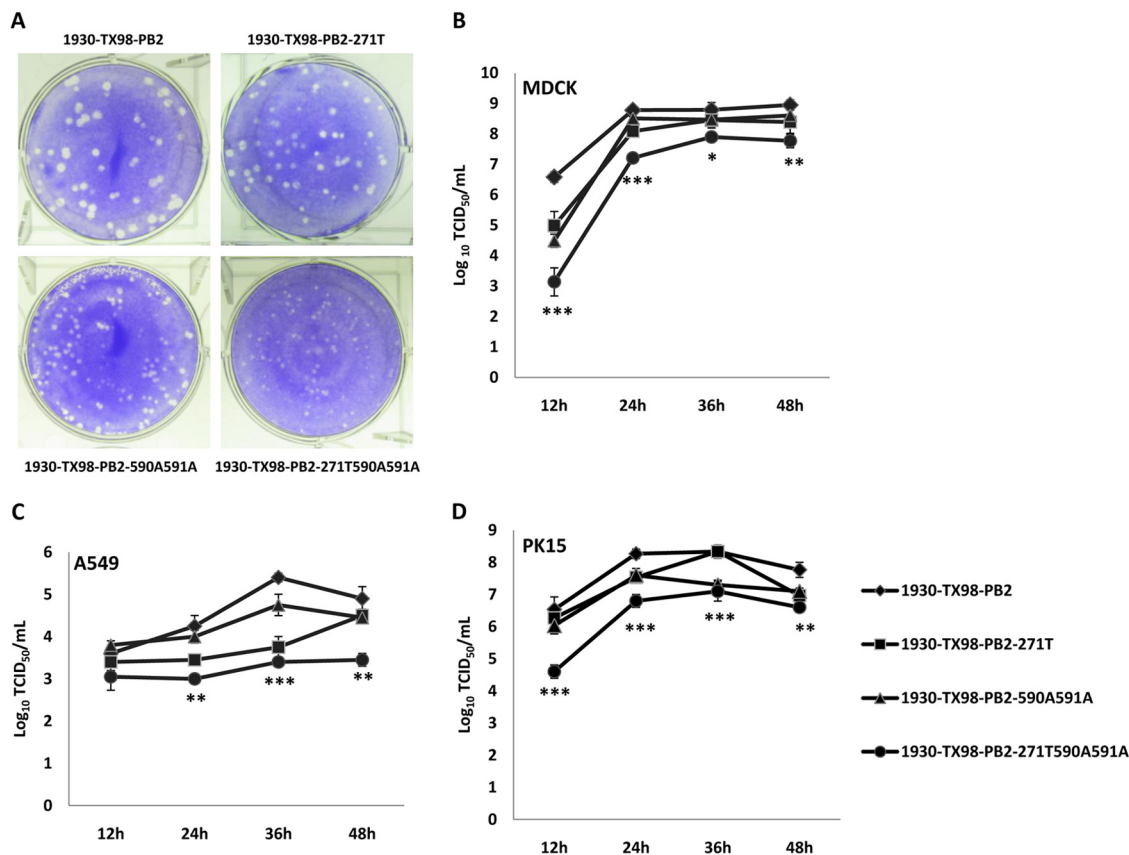 A
1930-TX98-PB2
1930-TX98-PB2-271T
1930-TX98-PB2-590A591A
1930-TX98-PB2-271T590A591A
B
MDCK
Log 10 TCID50/mL
10
9
8
7
6
5
4
3
2
1
0
***
***
*
**
12h
24h
36h
48h
C
A549
Log10 TCID50/mL
6
5
4
3
2
1
0
**
***
**
12h
24h
36h
48h
D
PK15
Log10 TCID50/mL
9
8
7
6
5
4
3
2
1
0
***
***
***
**
12h
24h
36h
48h
1930-TX98-PB2
1930-TX98-PB2-271T
1930-TX98-PB2-590A591A
1930-TX98-PB2-271T590A591A